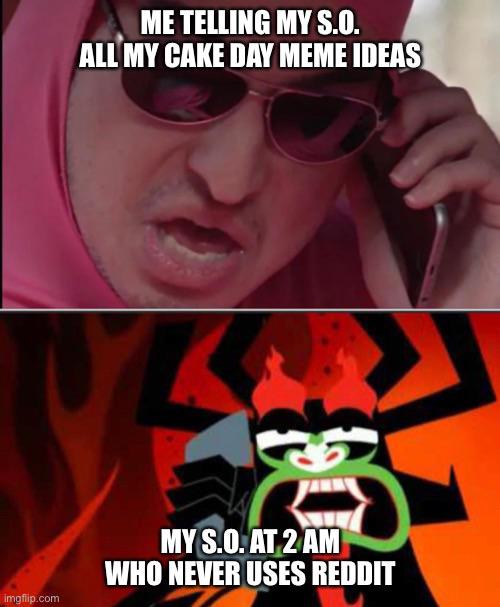 ME TELLING MY S.O.
ALL MY CAKE DAY MEME IDEAS
MY S.O. AT 2 AM
WHO NEVER USES REDDIT
imgflip.com